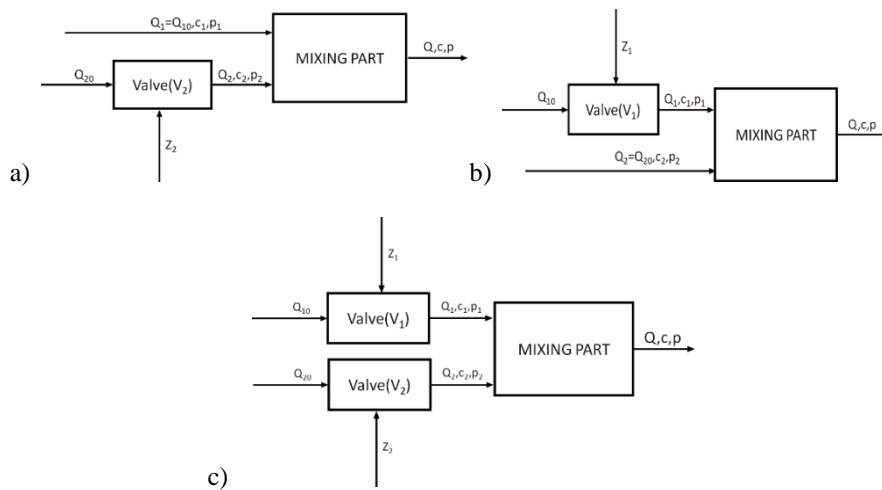 Q₁=Q₁₀,c₁,p₁
MIXING PART
Q,c,p
Q₂₀
Valve(V₂)
Q₂,c₂,p₂
Z₂
a)
Z₁
Q₁₀
Valve(V₁)
Q₁,c₁,p₁
MIXING PART
Q,c,p
Q₂=Q₂₀,c₂,p₂
b)
Z₁
Q₁₀
Valve(V₁)
Q₁,c₁,p₁
MIXING PART
Q,c,p
Q₂₀
Valve(V₂)
Q₂,c₂,p₂
Z₂
c)